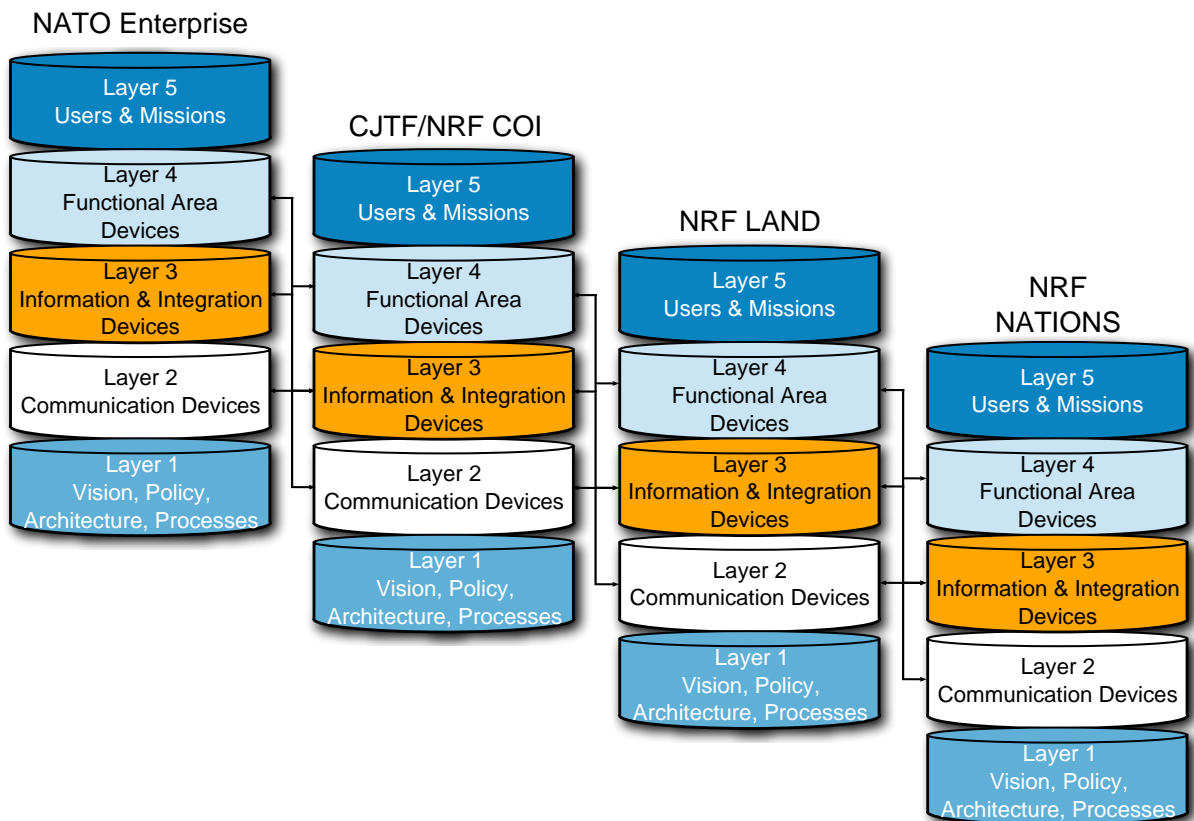 NATO Enterprise
Layer 5
Users & Missions
Layer 4
Functional Area
Devices
Layer 3
Information & Integration
Devices
Layer 2
Communication Devices
Layer 1
Vision, Policy,
Architecture, Processes
CJTF/NRF COI
Layer 5
Users & Missions
Layer 4
Functional Area
Devices
Layer 3
Information & Integration
Devices
Layer 2
Communication Devices
Layer 1
Vision, Policy,
Architecture, Processes
NRF LAND
Layer 5
Users & Missions
Layer 4
Functional Area
Devices
Layer 3
Information & Integration
Devices
Layer 2
Communication Devices
Layer 1
Vision, Policy,
Architecture, Processes
NRF
NATIONS
Layer 5
Users & Missions
Layer 4
Functional Area
Devices
Layer 3
Information & Integration
Devices
Layer 2
Communication Devices
Layer 1
Vision, Policy,
Architecture, Processes